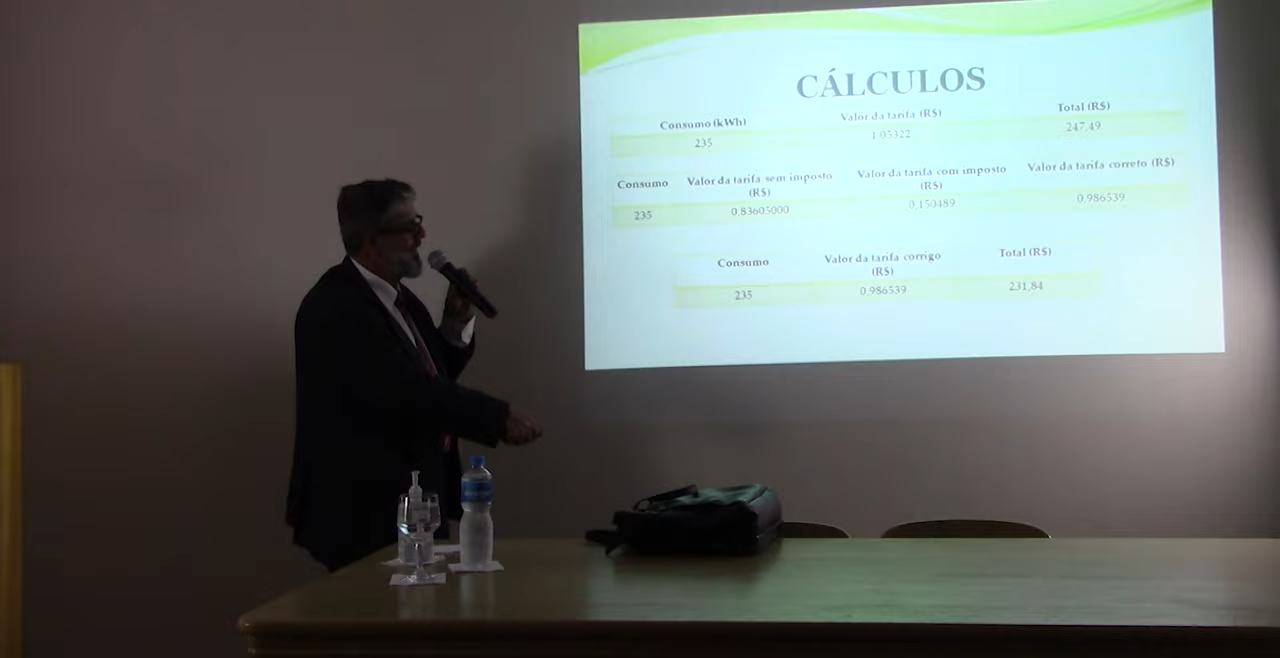 CÁLCULOS
Consumo (kWh) Valor da tarifa (R$) Total (R$)
235 1,05322 247,49
Consumo Valor da tarifa sem imposto (R$) Valor da tarifa com imposto (R$) Valor da tarifa correto (R$)
235 0,83605000 0,150489 0,986539
Consumo Valor da tarifa corrigo (R$) Total (R$)
235 0,986539 231,84